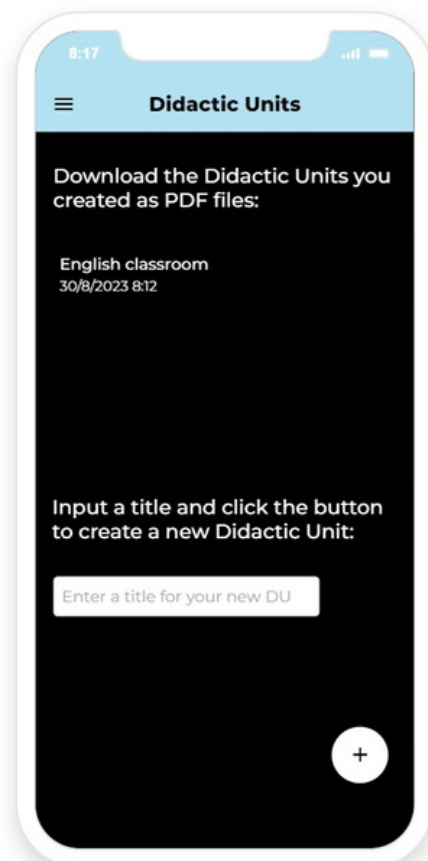 8:17
Didactic Units
Download the Didactic Units you
created as PDF files:
English classroom
30/8/2023 8:12
Input a title and click the button
to create a new Didactic Unit:
Enter a title for your new DU
+